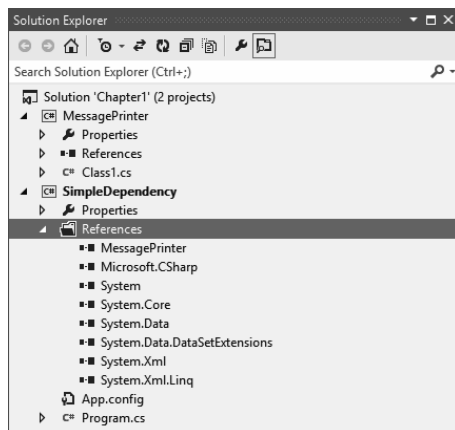 Solution Explorer
Search Solution Explorer (Ctrl+;)
Solution 'Chapter1' (2 projects)
C# MessagePrinter
Properties
References
C# Class1.cs
C# SimpleDependency
Properties
References
MessagePrinter
Microsoft.CSharp
System
System.Core
System.Data
System.Data.DataSetExtensions
System.Xml
System.Xml.Linq
App.config
C# Program.cs